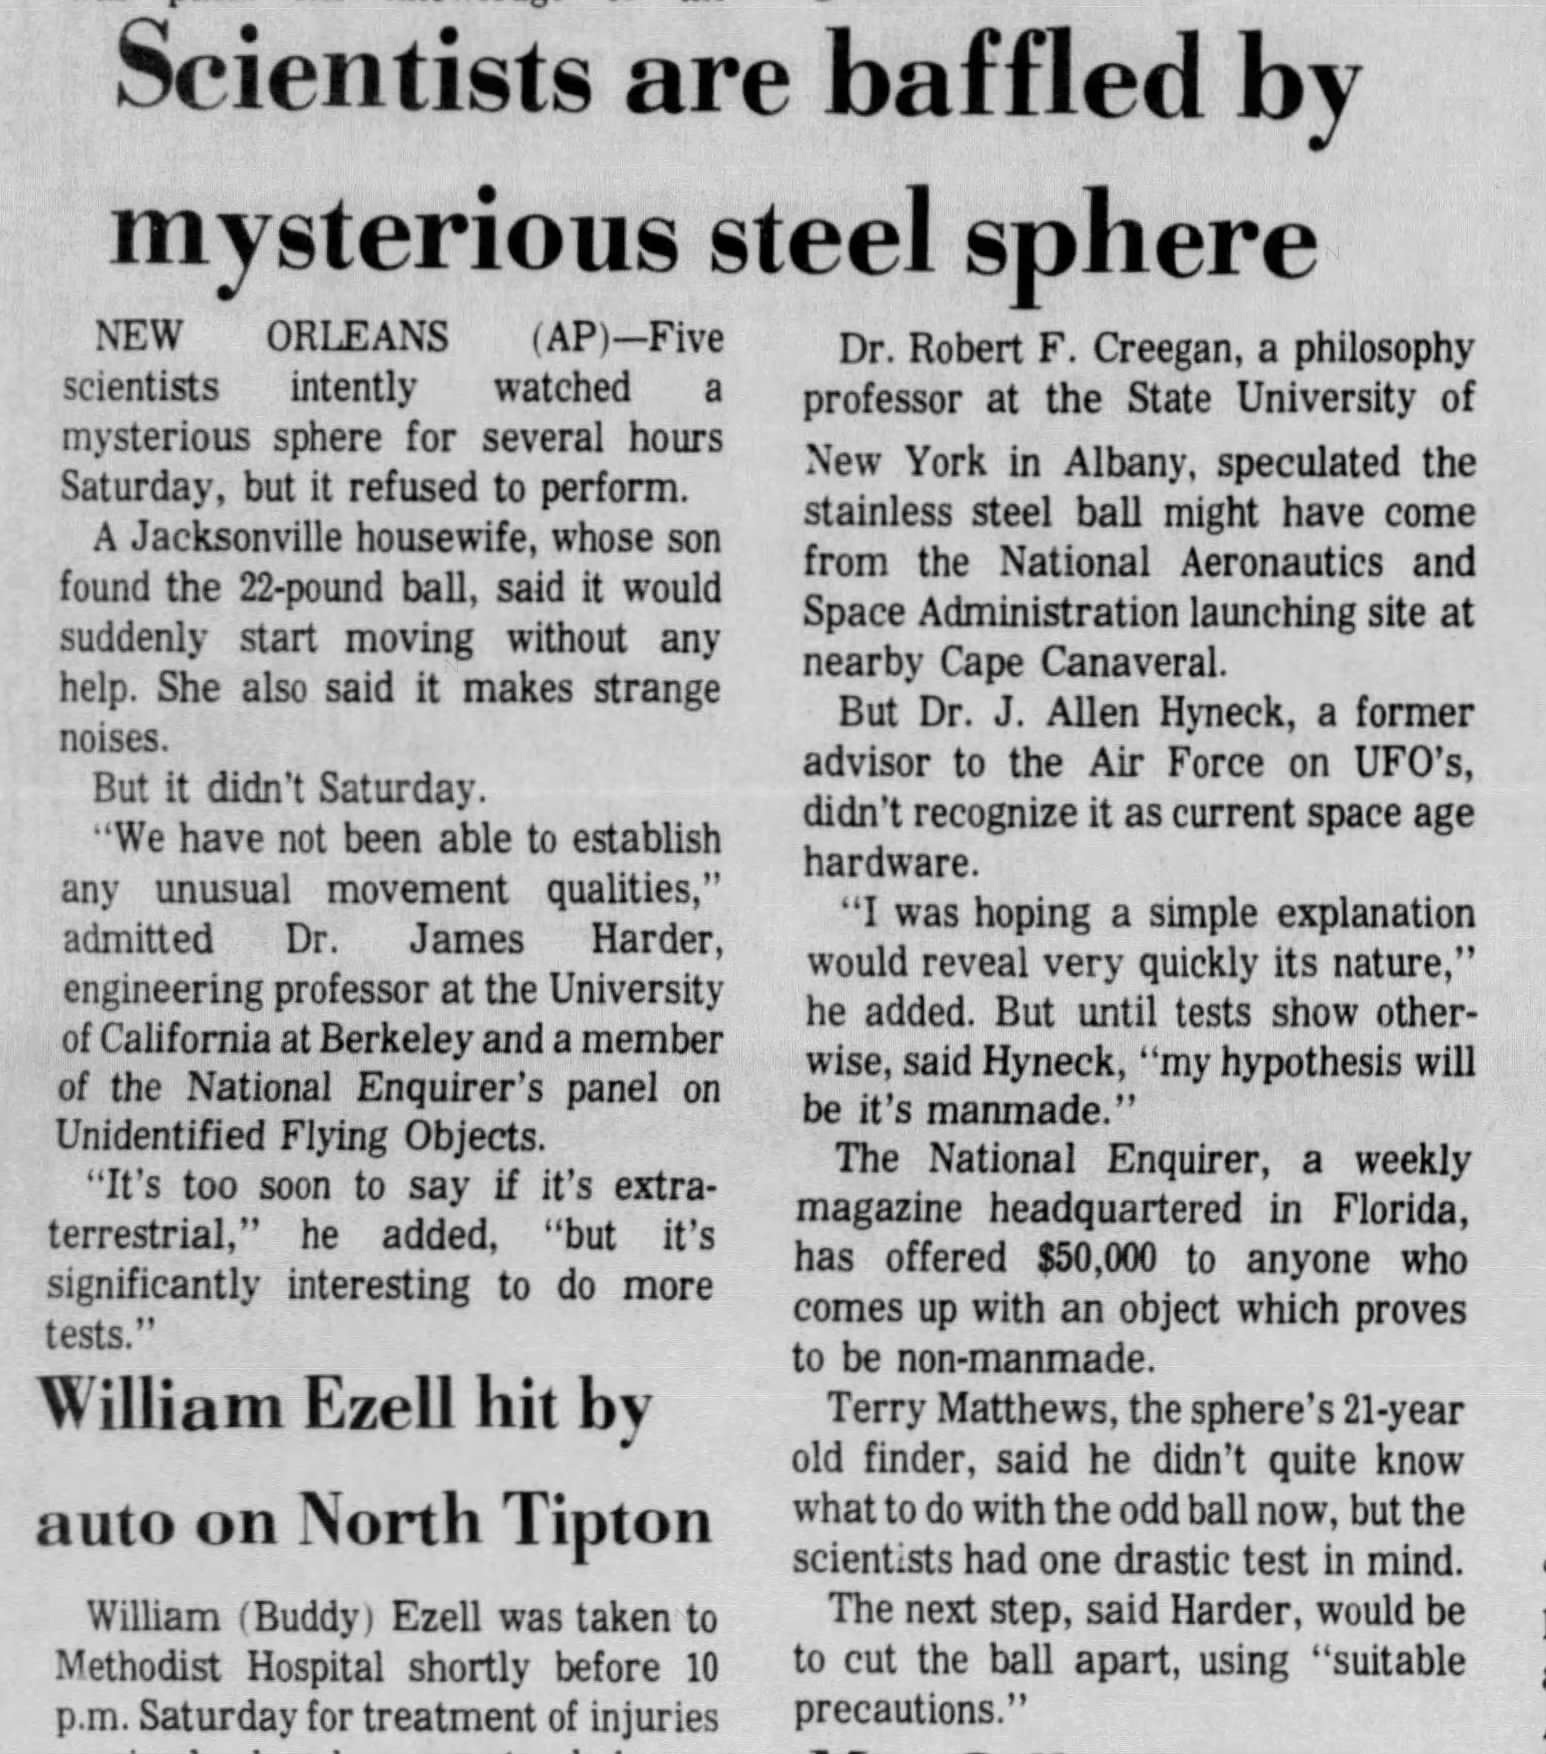 Scientists are baffled by
mysterious steel sphere
NEW ORLEANS (AP)—Five
scientists intently watched a
mysterious sphere for several hours
Saturday, but it refused to perform.
A Jacksonville housewife, whose son
found the 22-pound ball, said it would
suddenly start moving without any
help. She also said it makes strange
noises.
But it didn't Saturday.
"We have not been able to establish
any unusual movement qualities,"
admitted Dr. James Harder,
engineering professor at the University
of California at Berkeley and a member
of the National Enquirer's panel on
Unidentified Flying Objects.
"It's too soon to say if it's extra-
terrestrial," he added, "but it's
significantly interesting to do more
tests."
Dr. Robert F. Creegan, a philosophy
professor at the State University of
New York in Albany, speculated the
stainless steel ball might have come
from the National Aeronautics and
Space Administration launching site at
nearby Cape Canaveral.
But Dr. J. Allen Hyneck, a former
advisor to the Air Force on UFO's,
didn't recognize it as current space age
hardware.
"I was hoping a simple explanation
would reveal very quickly its nature,"
he added. But until tests show other-
wise, said Hyneck, "my hypothesis will
be it's manmade."
The National Enquirer, a weekly
magazine headquartered in Florida,
has offered $50,000 to anyone who
comes up with an object which proves
to be non-manmade.
Terry Matthews, the sphere's 21-year
old finder, said he didn't quite know
what to do with the odd ball now, but the
scientists had one drastic test in mind.
The next step, said Harder, would be
to cut the ball apart, using "suitable
precautions."
William Ezell hit by
auto on North Tipton
William (Buddy) Ezell was taken to
Methodist Hospital shortly before 10
p.m. Saturday for treatment of injuries